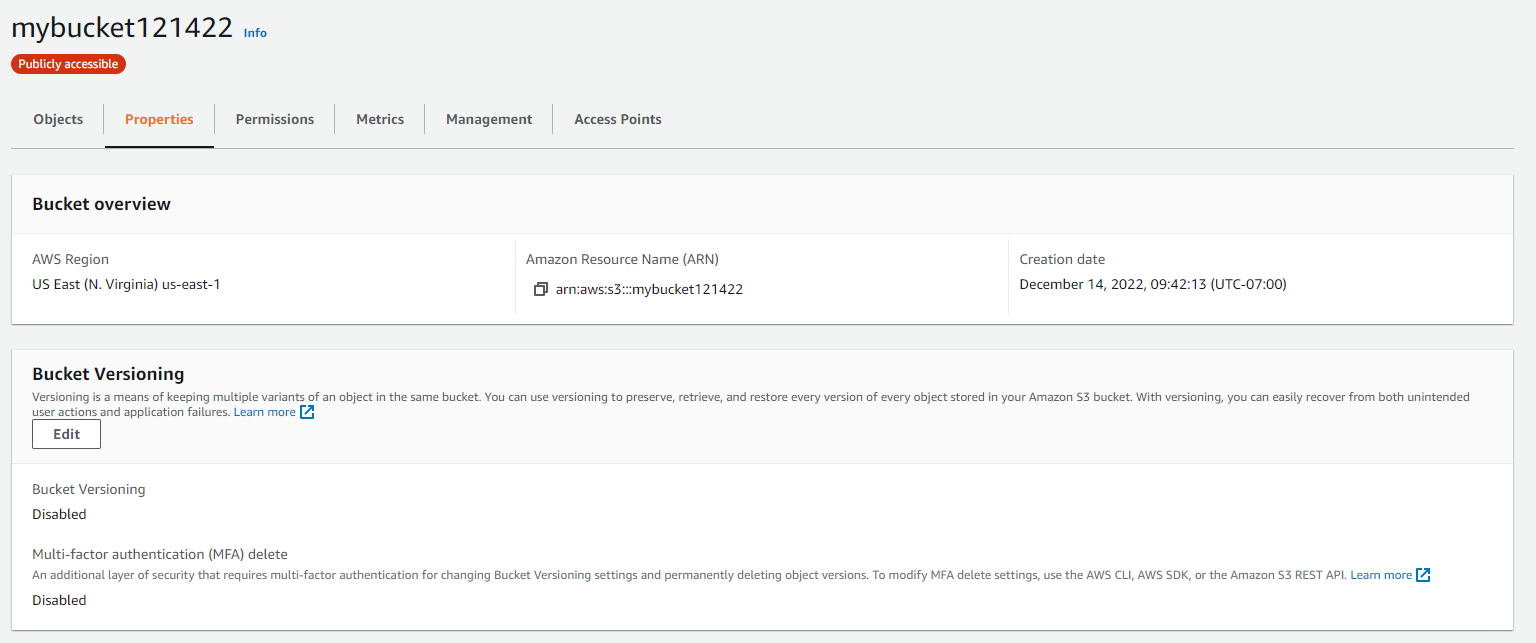 mybucket121422 Info
Publicly accessible
Objects Properties Permissions Metrics Management Access Points
Bucket overview
AWS Region
US East (N. Virginia) us-east-1
Amazon Resource Name (ARN)
arn:aws:s3:::mybucket121422
Creation date
December 14, 2022, 09:42:13 (UTC-07:00)
Bucket Versioning
Versioning is a means of keeping multiple variants of an object in the same bucket. You can use versioning to preserve, retrieve, and restore every version of every object stored in your Amazon S3 bucket. With versioning, you can easily recover from both unintended
user actions and application failures. Learn more
Edit
Bucket Versioning
Disabled
Multi-factor authentication (MFA) delete
An additional layer of security that requires multi-factor authentication for changing Bucket Versioning settings and permanently deleting object versions. To modify MFA delete settings, use the AWS CLI, AWS SDK, or the Amazon S3 REST API. Learn more
Disabled